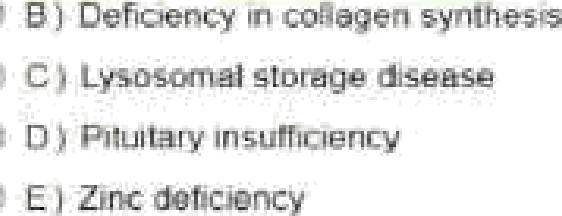 B) Deficiency in collagen synthesis
C) Lysosomal storage disease
D) Pituitary insufficiency
E) Zinc deficiency